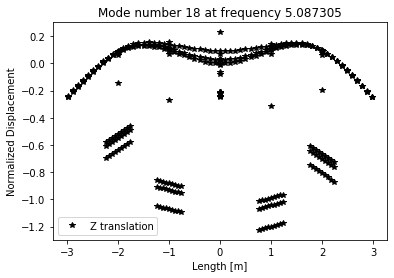 Mode number 18 at frequency 5.087305
Normalized Displacement
0.2
0.0
−0.2
−0.4
−0.6
−0.8
−1.0
−1.2
Z translation
−3 −2 −1 0 1 2 3
Length [m]